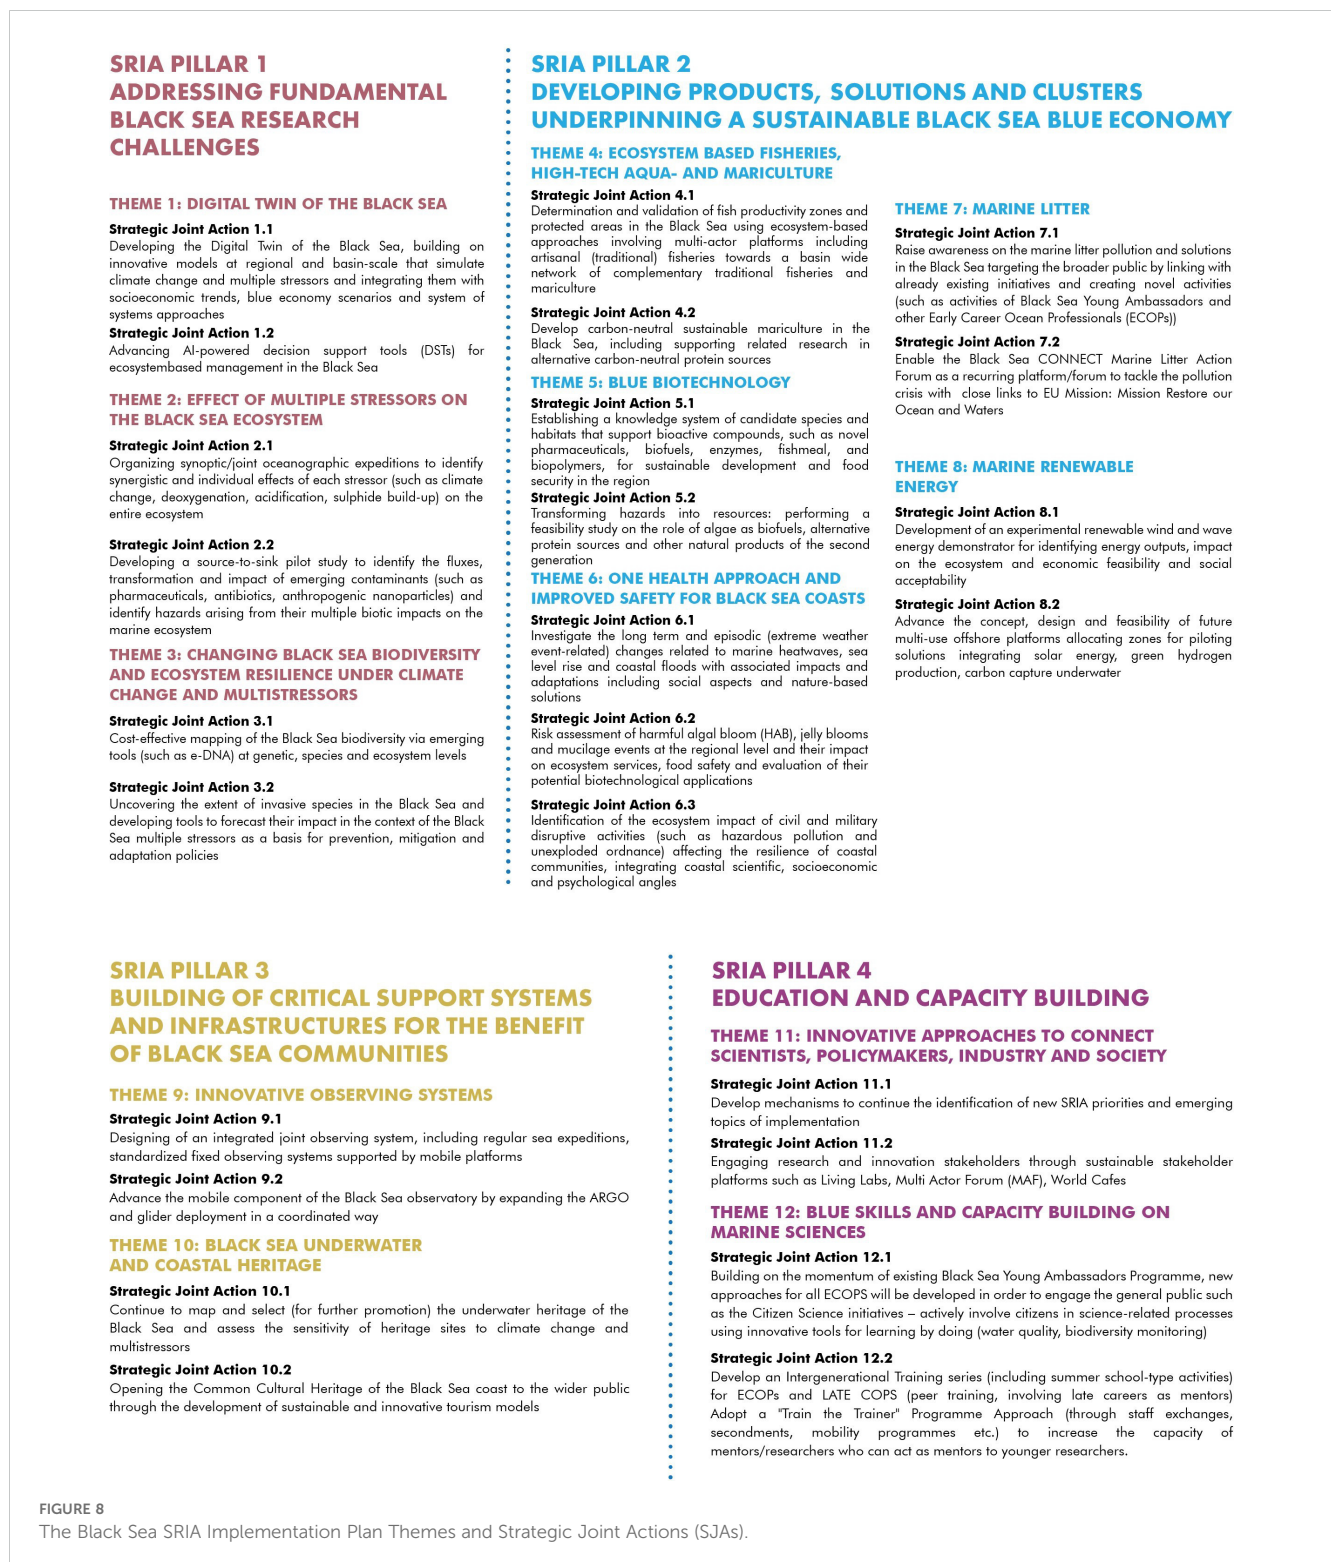 SRIA PILLAR 1
ADDRESSING FUNDAMENTAL
BLACK SEA RESEARCH
CHALLENGES
THEME 1: DIGITAL TWIN OF THE BLACK SEA
Strategic Joint Action 1.1
Developing the Digital Twin of the Black Sea, building on
innovative models at regional and basin-scale that simulate
climate change and multiple stressors and integrating them with
socioeconomic trends, blue economy scenarios and system of
systems approaches
Strategic Joint Action 1.2
Advancing AI-powered decision support tools (DSTs) for
ecosystembased management in the Black Sea
THEME 2: EFFECT OF MULTIPLE STRESSORS ON
THE BLACK SEA ECOSYSTEM
Strategic Joint Action 2.1
Organizing synoptic/joint oceanographic expeditions to identify
synergistic and individual effects of each stressor (such as climate
change, deoxygenation, acidification, sulphide build-up) on the
entire ecosystem
Strategic Joint Action 2.2
Developing a source-to-sink pilot study to identify the fluxes,
transformation and impact of emerging contaminants (such as
pharmaceuticals, antibiotics, anthropogenic nanoparticles) and
identify hazards arising from their multiple biotic impacts on the
marine ecosystem
THEME 3: CHANGING BLACK SEA BIODIVERSITY
AND ECOSYSTEM RESILIENCE UNDER CLIMATE
CHANGE AND MULTISTRESSORS
Strategic Joint Action 3.1
Cost-effective mapping of the Black Sea biodiversity via emerging
tools (such as e-DNA) at genetic, species and ecosystem levels
Strategic Joint Action 3.2
Uncovering the extent of invasive species in the Black Sea and
developing tools to forecast their impact in the context of the Black
Sea multiple stressors as a basis for prevention, mitigation and
adaptation policies
SRIA PILLAR 2
DEVELOPING PRODUCTS, SOLUTIONS AND CLUSTERS
UNDERPINNING A SUSTAINABLE BLACK SEA BLUE ECONOMY
THEME 4: ECOSYSTEM BASED FISHERIES,
HIGH-TECH AQUA- AND MARICULTURE
Strategic Joint Action 4.1
Determination and validation of fish productivity zones and
protected areas in the Black Sea using ecosystem-based
approaches involving multi-actor platforms including
artisanal (traditional) fisheries towards a basin wide
network of complementary traditional fisheries and
mariculture
Strategic Joint Action 4.2
Develop carbon-neutral sustainable mariculture in the
Black Sea, including supporting related research in
alternative carbon-neutral protein sources
THEME 5: BLUE BIOTECHNOLOGY
Strategic Joint Action 5.1
Establishing a knowledge system of candidate species and
habitats that support bioactive compounds, such as novel
pharmaceuticals, biofuels, enzymes, fishmeal, and
biopolymers, for sustainable development and food
security in the region
Strategic Joint Action 5.2
Transforming hazards into resources: performing a
feasibility study on the role of algae as biofuels, alternative
protein sources and other natural products of the second
generation
THEME 6: ONE HEALTH APPROACH AND
IMPROVED SAFETY FOR BLACK SEA COASTS
Strategic Joint Action 6.1
Investigate the long term and episodic (extreme weather
event-related) changes related to marine heatwaves, sea
level rise and coastal floods with associated impacts and
adaptations including social aspects and nature-based
solutions
Strategic Joint Action 6.2
Risk assessment of harmful algal bloom (HAB), jelly blooms
and mucilage events at the regional level and their impact
on ecosystem services, food safety and evaluation of their
potential biotechnological applications
Strategic Joint Action 6.3
Identification of the ecosystem impact of civil and military
disruptive activities (such as hazardous pollution and
unexploded ordnance) affecting the resilience of coastal
communities, integrating coastal scientific, socioeconomic
and psychological angles
THEME 7: MARINE LITTER
Strategic Joint Action 7.1
Raise awareness on the marine litter pollution and solutions
in the Black Sea targeting the broader public by linking with
already existing initiatives and creating novel activities
(such as activities of Black Sea Young Ambassadors and
other Early Career Ocean Professionals (ECOPs))
Strategic Joint Action 7.2
Enable the Black Sea CONNECT Marine Litter Action
Forum as a recurring platform/forum to tackle the pollution
crisis with close links to EU Mission: Mission Restore our
Ocean and Waters
THEME 8: MARINE RENEWABLE
ENERGY
Strategic Joint Action 8.1
Development of an experimental renewable wind and wave
energy demonstrator for identifying energy outputs, impact
on the ecosystem and economic feasibility and social
acceptability
Strategic Joint Action 8.2
Advance the concept, design and feasibility of future
multi-use offshore platforms allocating zones for piloting
solutions integrating solar energy, green hydrogen
production, carbon capture underwater
SRIA PILLAR 3
BUILDING OF CRITICAL SUPPORT SYSTEMS
AND INFRASTRUCTURES FOR THE BENEFIT
OF BLACK SEA COMMUNITIES
THEME 9: INNOVATIVE OBSERVING SYSTEMS
Strategic Joint Action 9.1
Designing of an integrated joint observing system, including regular sea expeditions,
standardized fixed observing systems supported by mobile platforms
Strategic Joint Action 9.2
Advance the mobile component of the Black Sea observatory by expanding the ARGO
and glider deployment in a coordinated way
THEME 10: BLACK SEA UNDERWATER
AND COASTAL HERITAGE
Strategic Joint Action 10.1
Continue to map and select (for further promotion) the underwater heritage of the
Black Sea and assess the sensitivity of heritage sites to climate change and
multistressors
Strategic Joint Action 10.2
Opening the Common Cultural Heritage of the Black Sea coast to the wider public
through the development of sustainable and innovative tourism models
SRIA PILLAR 4
EDUCATION AND CAPACITY BUILDING
THEME 11: INNOVATIVE APPROACHES TO CONNECT
SCIENTISTS, POLICYMAKERS, INDUSTRY AND SOCIETY
Strategic Joint Action 11.1
Develop mechanisms to continue the identification of new SRIA priorities and emerging
topics of implementation
Strategic Joint Action 11.2
Engaging research and innovation stakeholders through sustainable stakeholder
platforms such as Living Labs, Multi Actor Forum (MAF), World Cafes
THEME 12: BLUE SKILLS AND CAPACITY BUILDING ON
MARINE SCIENCES
Strategic Joint Action 12.1
Building on the momentum of existing Black Sea Young Ambassadors Programme, new
approaches for all ECOPS will be developed in order to engage the general public such
as the Citizen Science initiatives – actively involve citizens in science-related processes
using innovative tools for learning by doing (water quality, biodiversity monitoring)
Strategic Joint Action 12.2
Develop an Intergenerational Training series (including summer school-type activities)
for ECOPs and LATE COPS (peer training, involving late careers as mentors)
Adopt a "Train the Trainer" Programme Approach (through staff exchanges,
secondments, mobility programmes etc.) to increase the capacity of
mentors/researchers who can act as mentors to younger researchers.
FIGURE 8
The Black Sea SRIA Implementation Plan Themes and Strategic Joint Actions (SJAs).